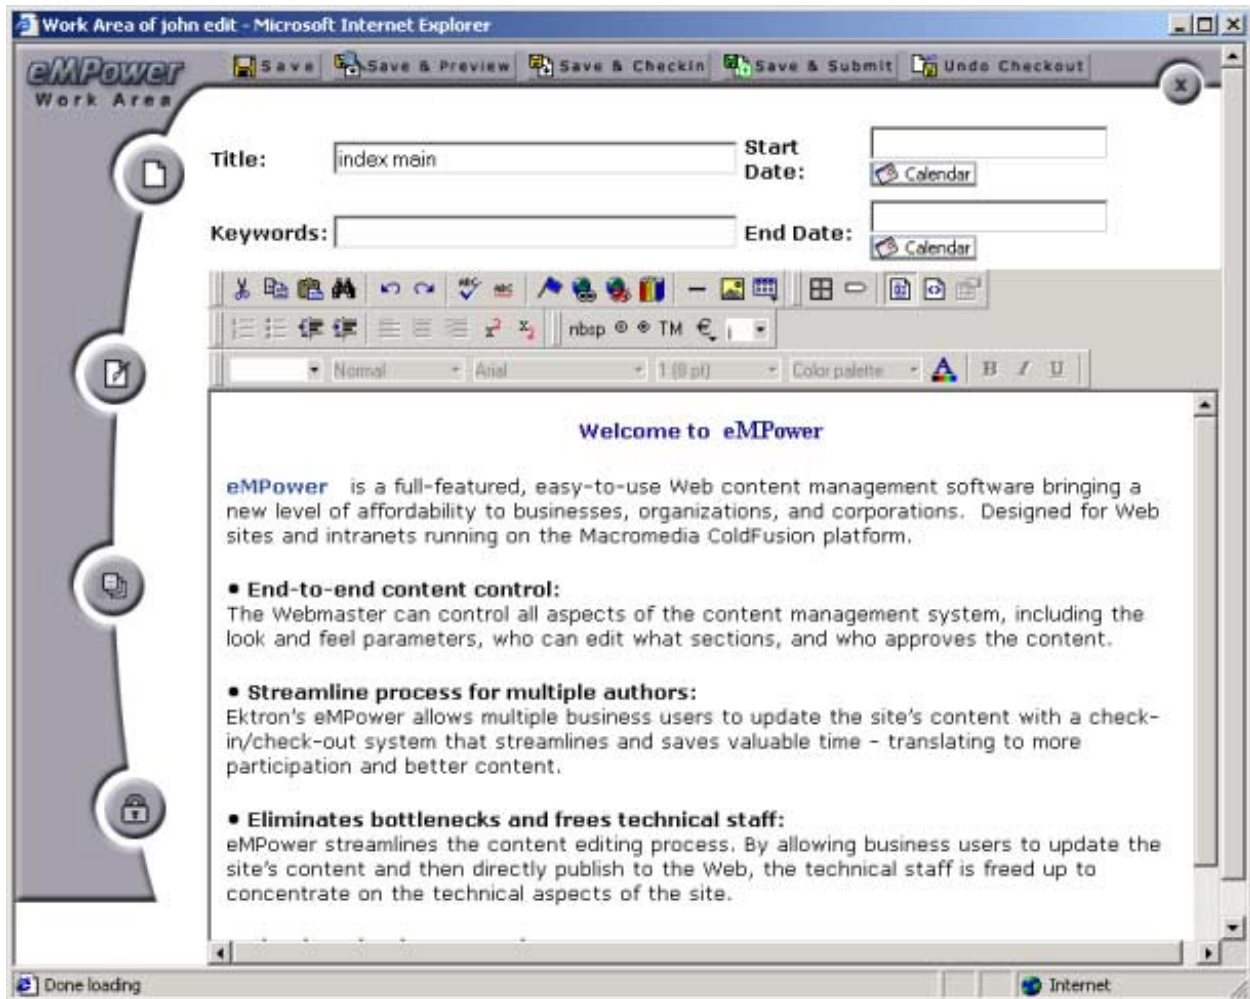 Work Area of john edit - Microsoft Internet Explorer
eMPower
Work Area
Save
Save & Preview
Save & Checkin
Save & Submit
Undo Checkout
x
Title:
index main
Start
Date:
Calendar
Keywords:
End Date:
Calendar
ABC
ABC
nbsp © ® TM €
Normal
Arial
1 (8 pt)
Color palette
A
B I U
Welcome to eMPower
eMPower is a full-featured, easy-to-use Web content management software bringing a
new level of affordability to businesses, organizations, and corporations. Designed for Web
sites and intranets running on the Macromedia ColdFusion platform.
• End-to-end content control:
The Webmaster can control all aspects of the content management system, including the
look and feel parameters, who can edit what sections, and who approves the content.
• Streamline process for multiple authors:
Ektron's eMPower allows multiple business users to update the site's content with a check-
in/check-out system that streamlines and saves valuable time – translating to more
participation and better content.
• Eliminates bottlenecks and frees technical staff:
eMPower streamlines the content editing process. By allowing business users to update the
site's content and then directly publish to the Web, the technical staff is freed up to
concentrate on the technical aspects of the site.
Done loading
Internet